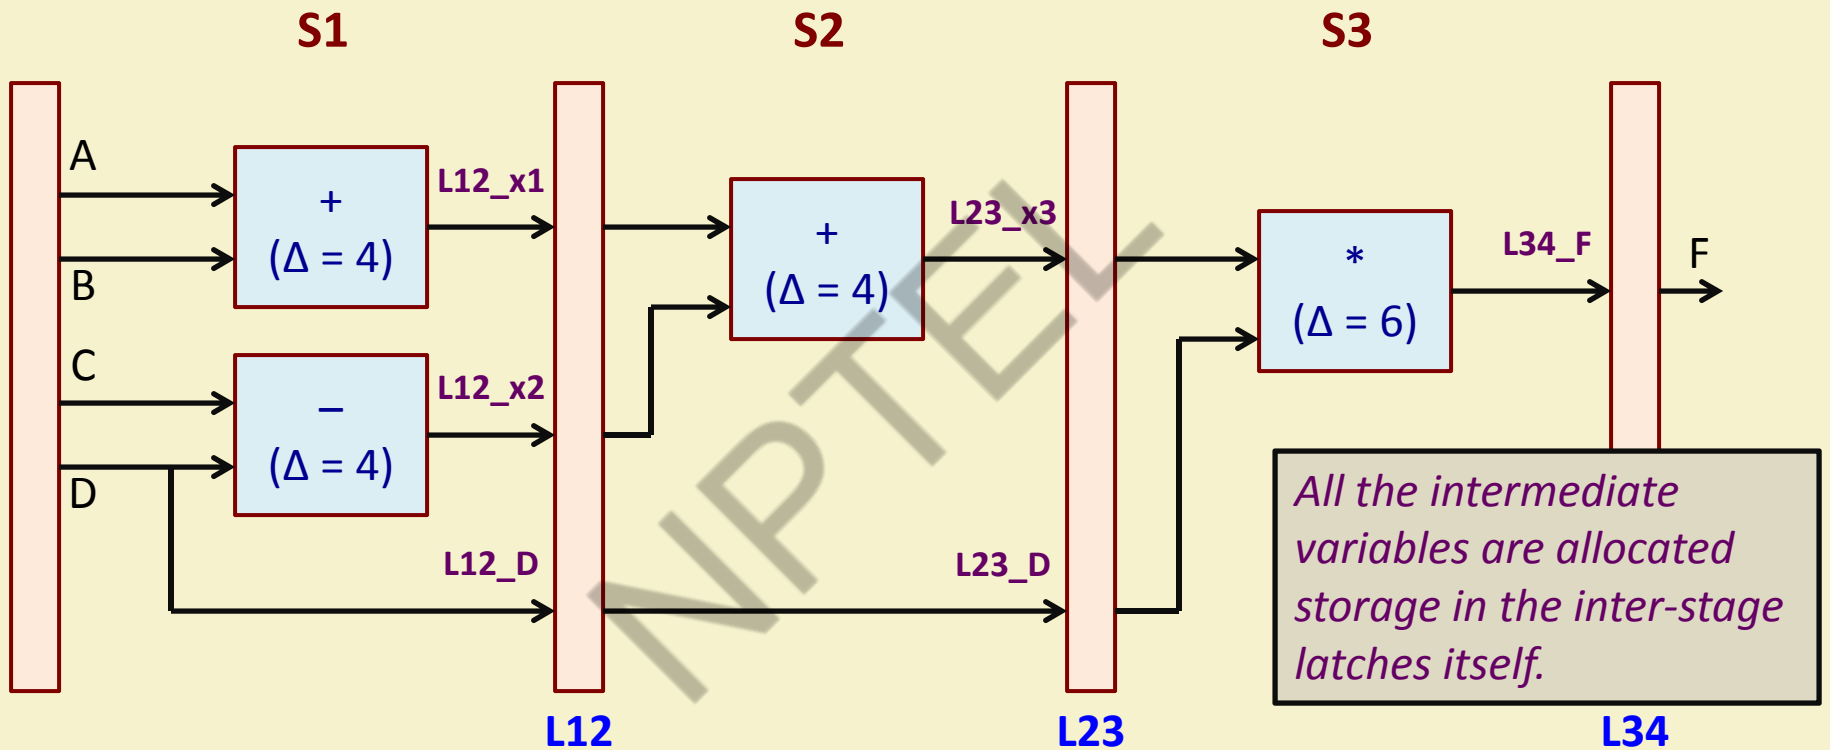 S1
S2
S3
A
B
+
(Δ = 4)
L12_x1
C
D
–
(Δ = 4)
L12_x2
L12_D
+
(Δ = 4)
L23_x3
L23_D
*
(Δ = 6)
L34_F
F
All the intermediate
variables are allocated
storage in the inter-stage
latches itself.
L12
L23
L34
NPTEL